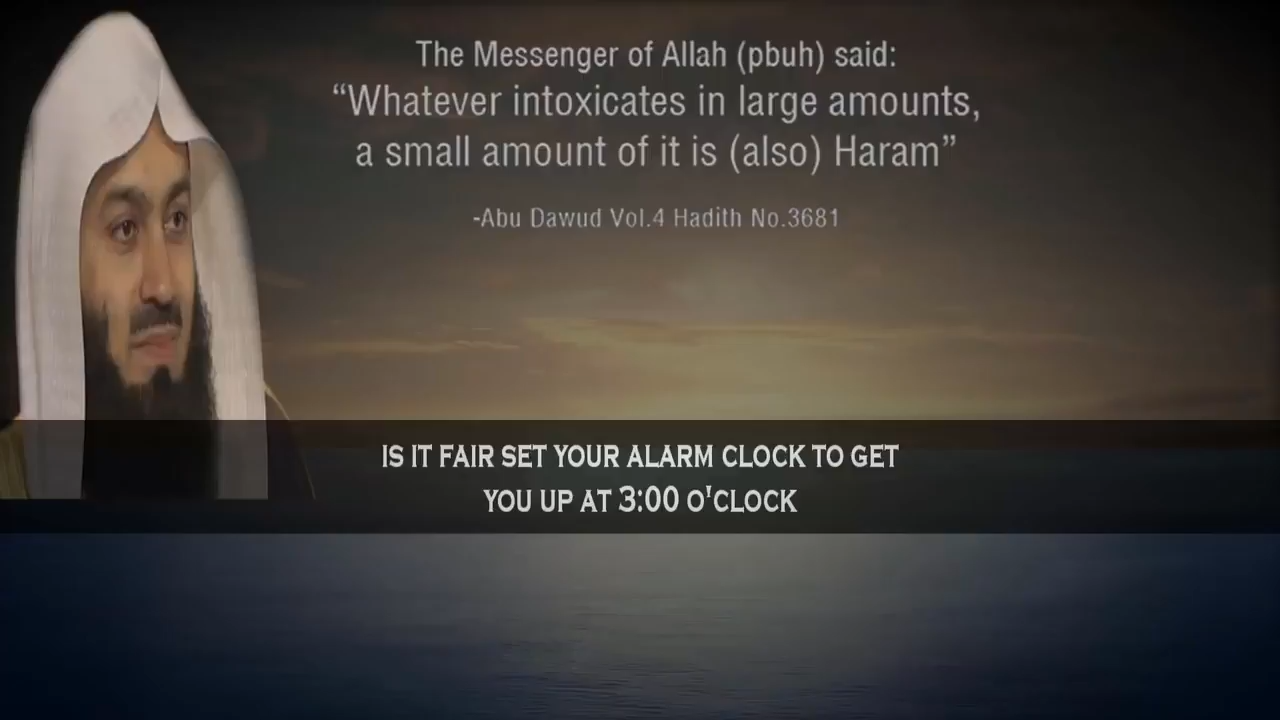 The Messenger of Allah (pbuh) said:
“Whatever intoxicates in large amounts,
a small amount of it is (also) Haram”
-Abu Dawud Vol.4 Hadith No.3681
IS IT FAIR SET YOUR ALARM CLOCK TO GET
YOU UP AT 3:00 O'CLOCK